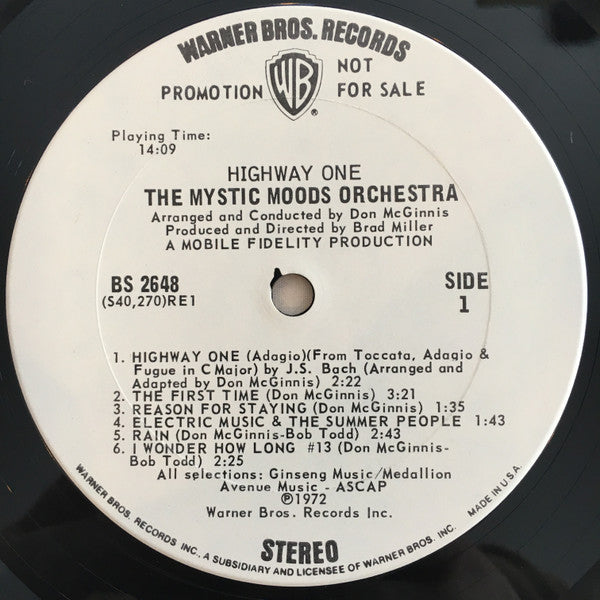 WARNER BROS. RECORDS
PROMOTION NOT FOR SALE
WB
®
Playing Time:
14:09
HIGHWAY ONE
THE MYSTIC MOODS ORCHESTRA
Arranged and Conducted by Don McGinnis
Produced and Directed by Brad Miller
A MOBILE FIDELITY PRODUCTION
BS 2648
(S40,270)RE1
SIDE
1
1. HIGHWAY ONE (Adagio)(From Toccata, Adagio &
Fugue in C Major) by J.S. Bach (Arranged and
Adapted by Don McGinnis) 2:22
2. THE FIRST TIME (Don McGinnis) 3:21
3. REASON FOR STAYING (Don McGinnis) 1:35
4. ELECTRIC MUSIC & THE SUMMER PEOPLE 1:43
5. RAIN (Don McGinnis-Bob Todd) 2:43
6. I WONDER HOW LONG #13 (Don McGinnis-
Bob Todd) 2:25
All selections: Ginseng Music/Medallion
Avenue Music - ASCAP
℗1972
Warner Bros. Records Inc.
STEREO
WARNER BROS. RECORDS INC., A SUBSIDIARY AND LICENSEE OF WARNER BROS. INC. MADE IN U.S.A.